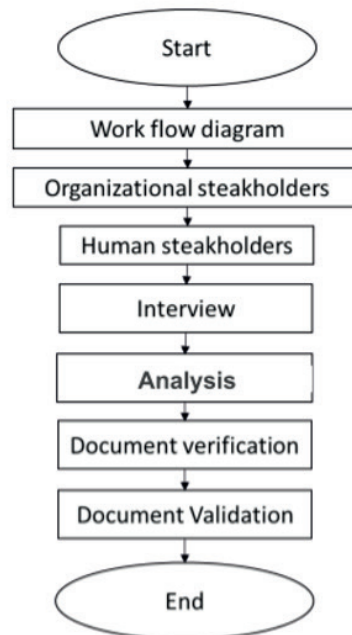 Start
Work flow diagram
Organizational steakholders
Human steakholders
Interview
Analysis
Document verification
Document Validation
End